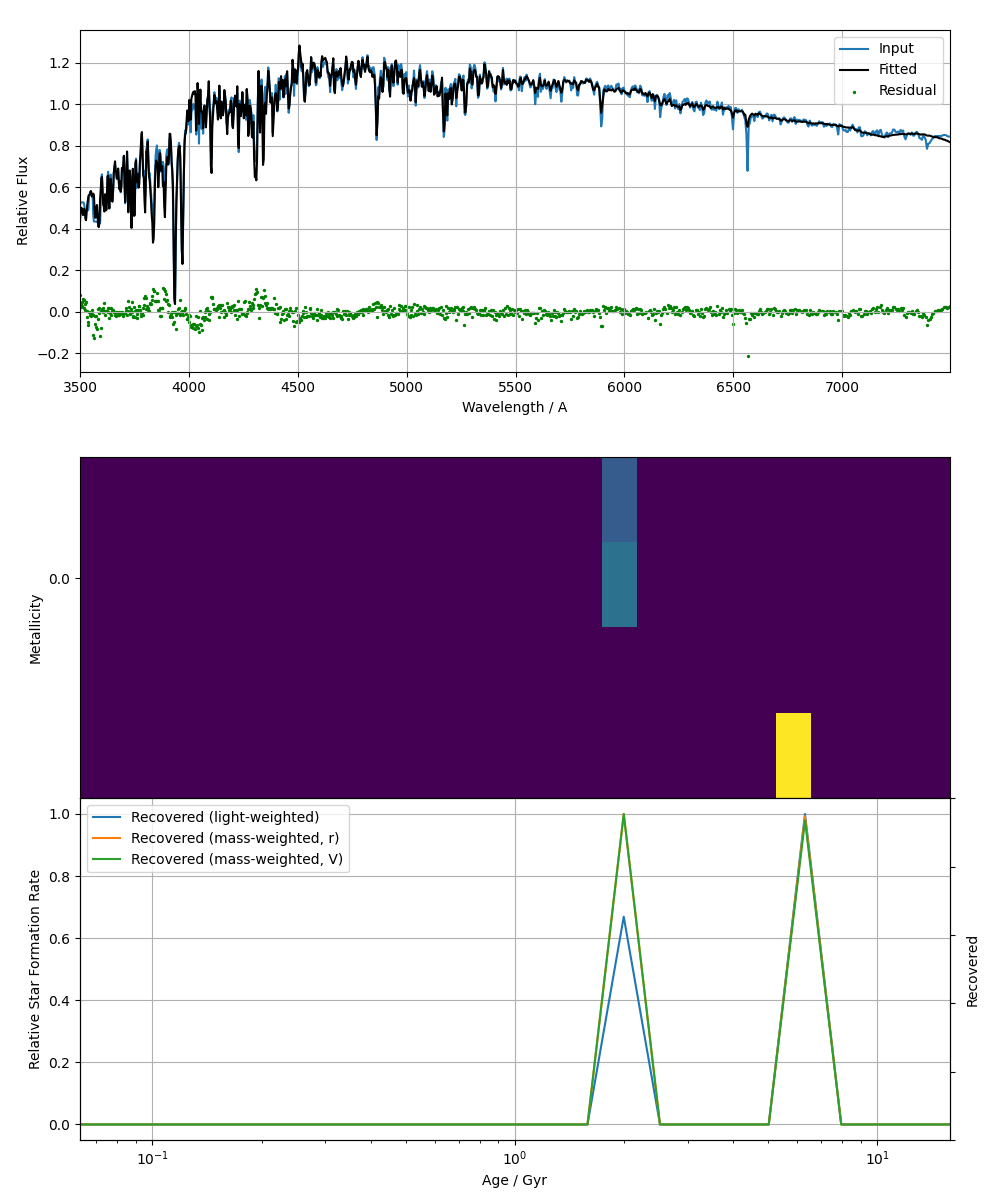 1.2
1.0
0.8
0.6
0.4
0.2
0.0
−0.2
Relative Flux
Input
Fitted
Residual
3500 4000 4500 5000 5500 6000 6500 7000
Wavelength / A
0.0
Metallicity
1.0
0.8
0.6
0.4
0.2
0.0
Relative Star Formation Rate
Recovered (light-weighted)
Recovered (mass-weighted, r)
Recovered (mass-weighted, V)
Recovered
10⁻¹ 10⁰ 10¹
Age / Gyr